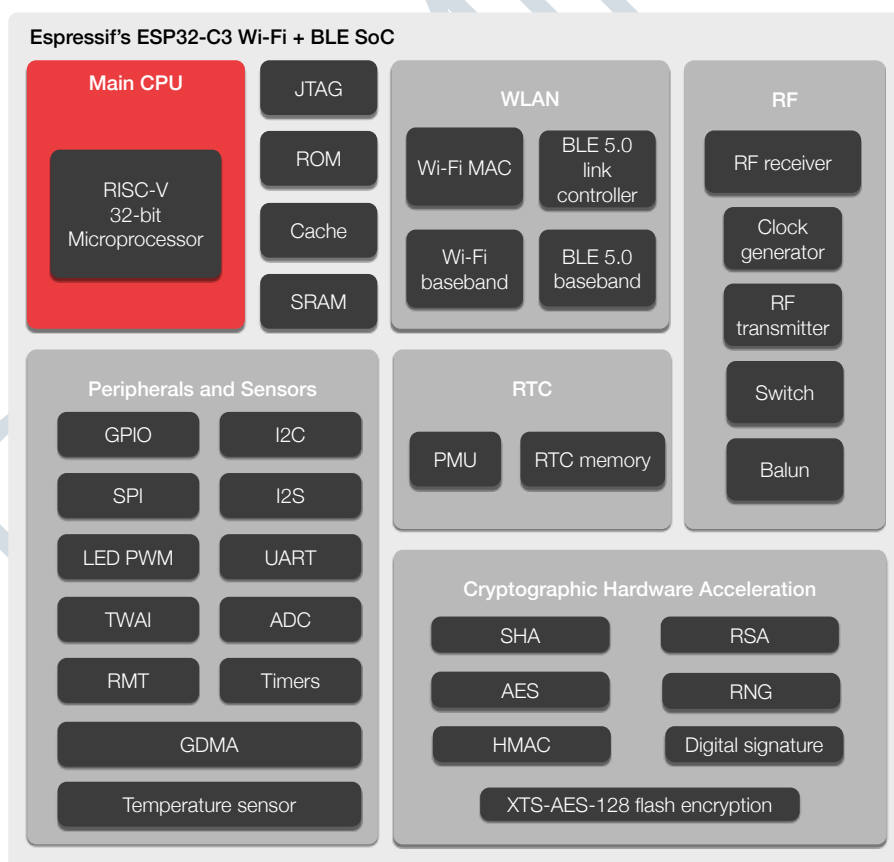 Espressif's ESP32-C3 Wi-Fi + BLE SoC
Main CPU
RISC-V
32-bit
Microprocessor
JTAG
ROM
Cache
SRAM
WLAN
Wi-Fi MAC
BLE 5.0
link
controller
Wi-Fi
baseband
BLE 5.0
baseband
RF
RF receiver
Clock
generator
RF
transmitter
Switch
Balun
Peripherals and Sensors
GPIO
I2C
SPI
I2S
LED PWM
UART
TWAI
ADC
RMT
Timers
GDMA
Temperature sensor
RTC
PMU
RTC memory
Cryptographic Hardware Acceleration
SHA
RSA
AES
RNG
HMAC
Digital signature
XTS-AES-128 flash encryption